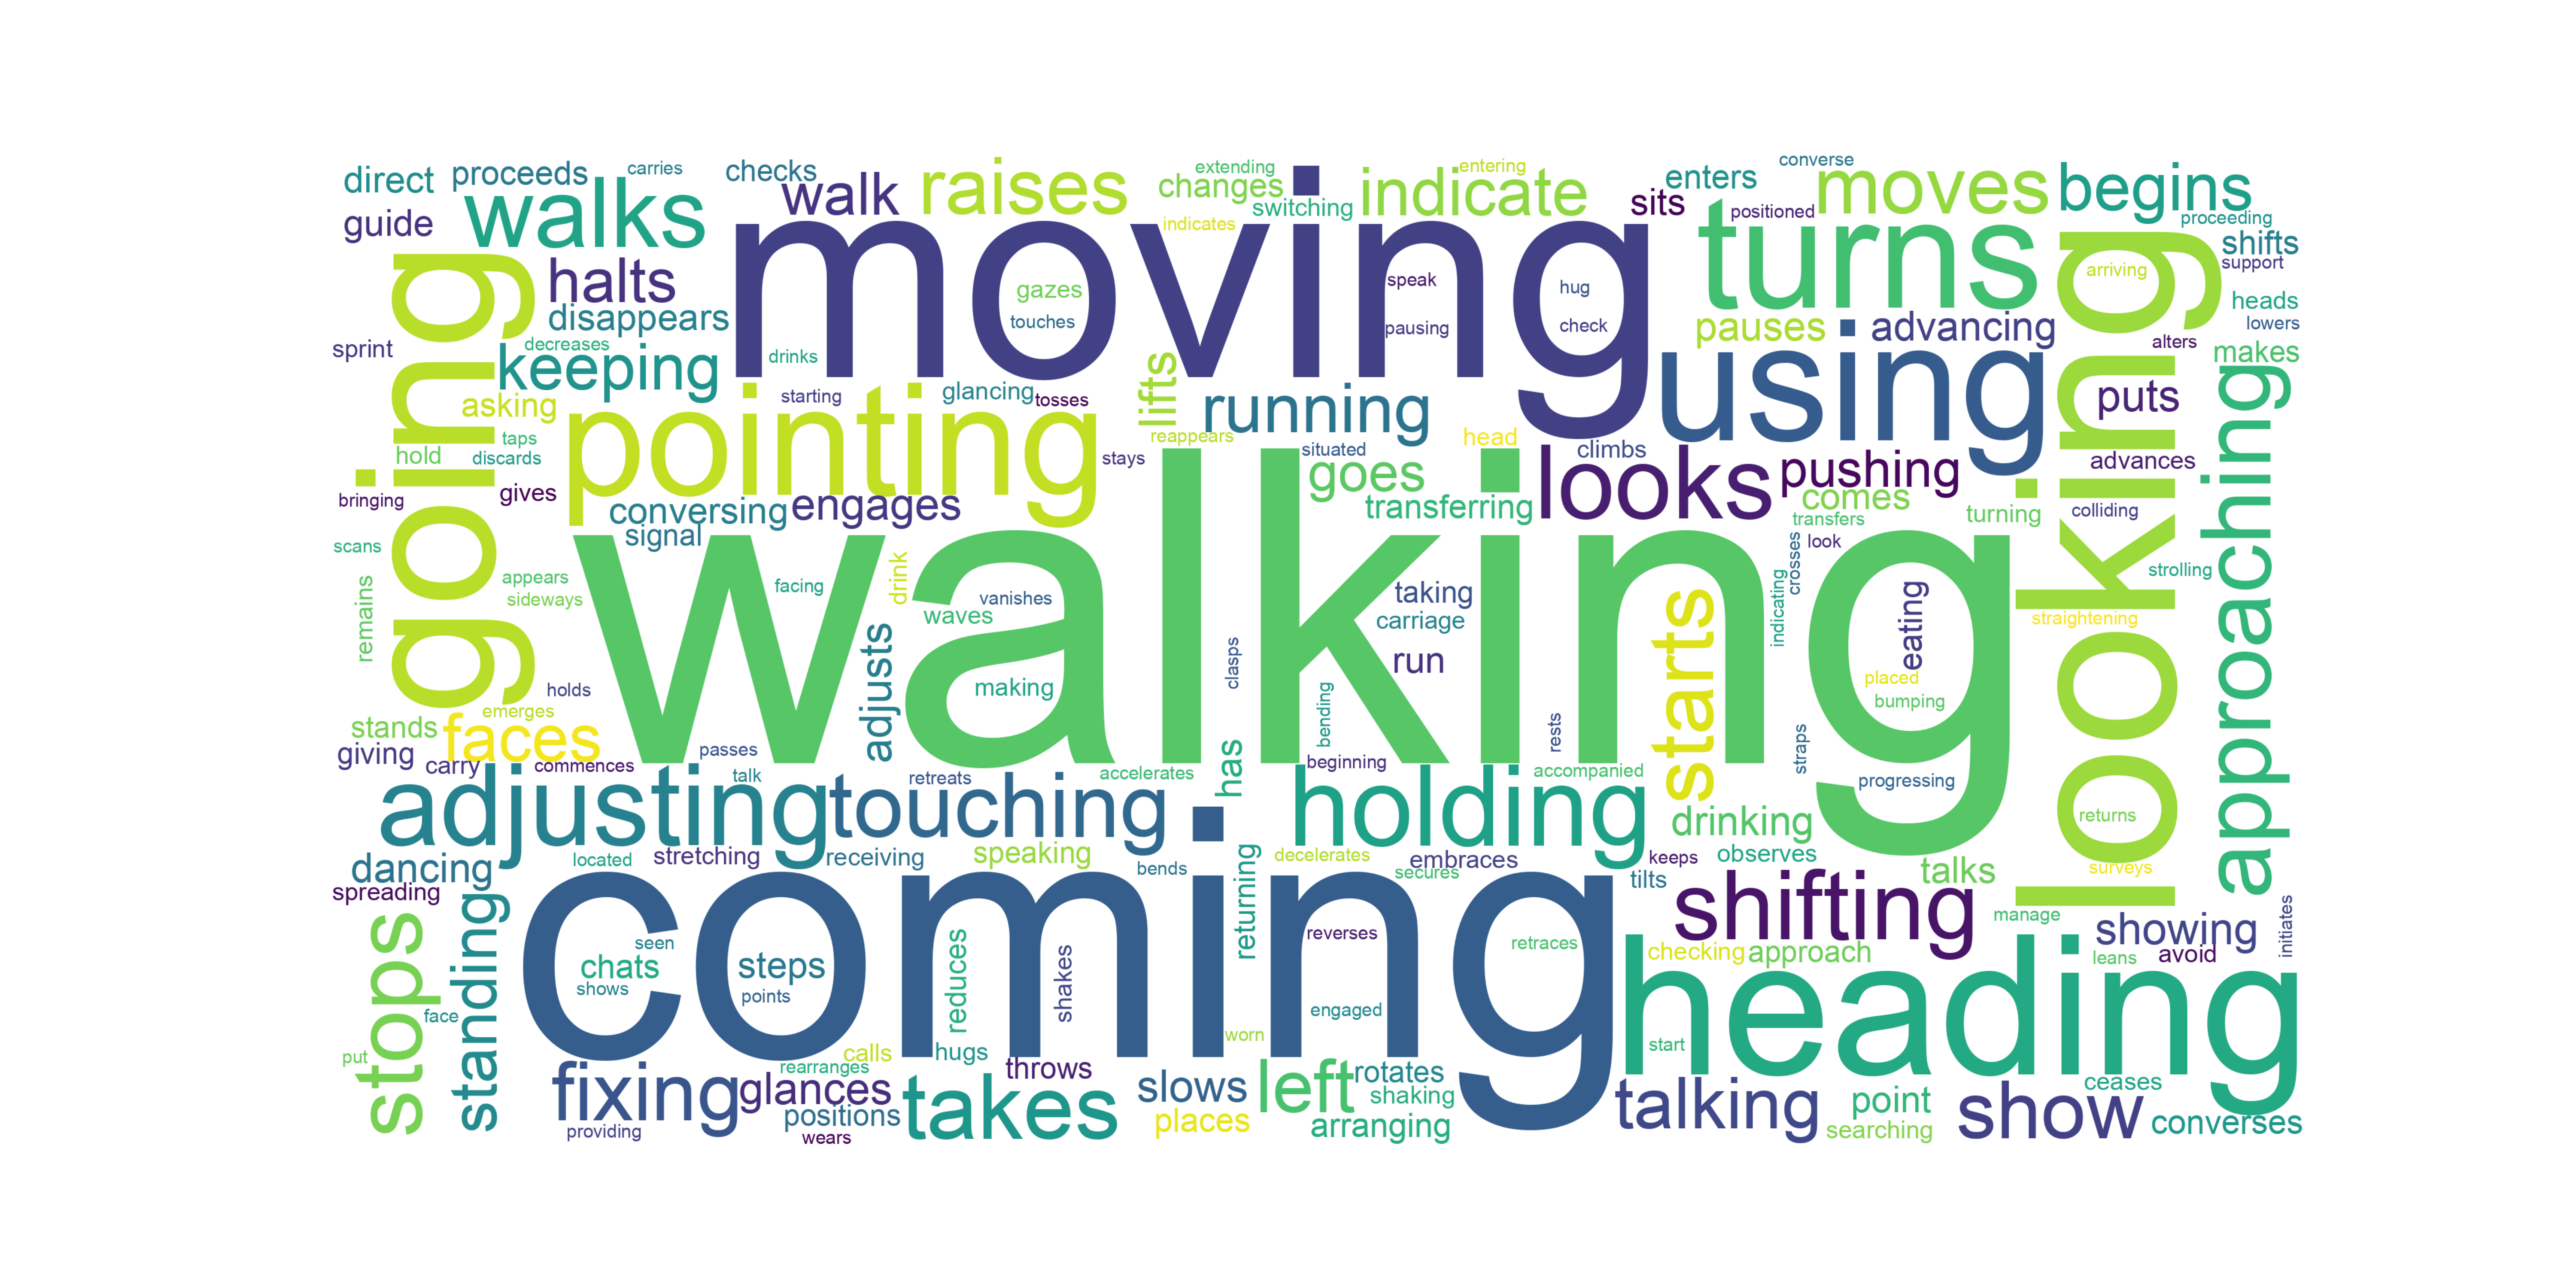 direct
proceeds
carries
checks
walk
raises
extending
changes
switching
indicates
indicate
entering
sits
enters
converse
positioned
moves
begins
proceeding
guide
walks
moving
turns
shifts
support
halts
disappears
gazes
touches
speak
pausing
hug
check
pauses
advancing
looking
arriving
heads
lowers
alters
makes
sprint
going
decreases
keeping
drinks
using
asking
starting
glancing
tosses
lifts
running
puts
approaching
taps
discards
hold
pointing
reappears
head
situated
climbs
advances
bringing
gives
stays
goes
looks
pushing
comes
transferring
transfers
turning
colliding
conversing
engages
signal
scans
walking
look
crosses
appears
sideways
remains
facing
drink
vanishes
waves
taking
carriage
indicating
eating
strolling
straightening
adjusts
making
clasps
run
starts
placed
bumping
holds
emerges
bending
rests
straps
stands
faces
giving
carry
commences
passes
talk
retreats
accelerates
has
beginning
accompanied
progressing
adjusting
touching
holding
drinking
returns
dancing
located
stretching
receiving
speaking
bends
returning
decelerates
embraces
secures
keeps
observes
tilts
talks
surveys
spreading
stops
standing
coming
shifting
manage
showing
initiates
seen
chats
shows
steps
points
reduces
shakes
reverses
retraces
checking
approach
leans
avoid
face
engaged
heading
put
worn
start
calls
rearranges
hugs
throws
fixing
glances
positions
wears
providing
takes
slows
places
left
rotates
shaking
arranging
talking
point
searching
show
ceases
converses